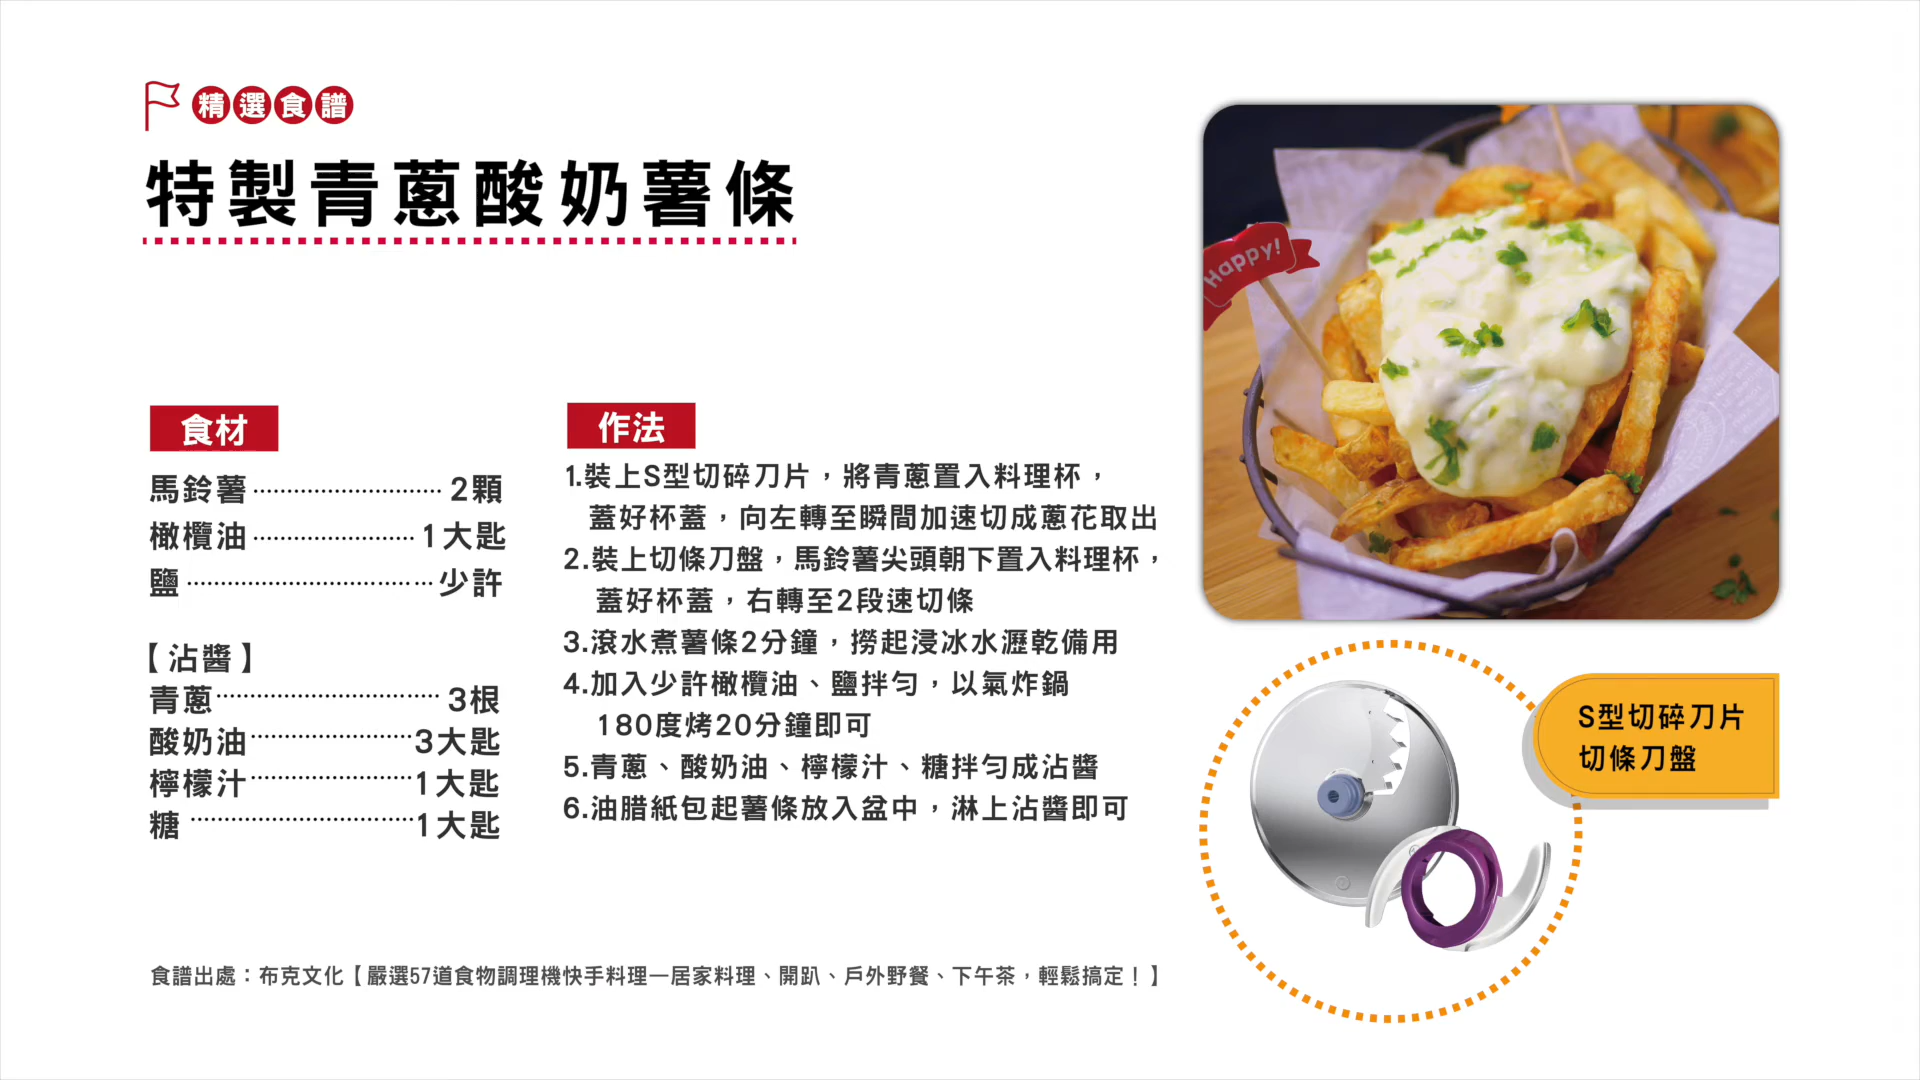 精選食譜
特製青蔥酸奶薯條
食材
馬鈴薯 2顆
橄欖油 1大匙
鹽 少許
【沾醬】
青蔥 3根
酸奶油 3大匙
檸檬汁 1大匙
糖 1大匙
作法
1.裝上S型切碎刀片，將青蔥置入料理杯，
蓋好杯蓋，向左轉至瞬間加速切成蔥花取出
2.裝上切條刀盤，馬鈴薯尖頭朝下置入料理杯，
蓋好杯蓋，右轉至2段速切條
3.滾水煮薯條2分鐘，撈起浸冰水瀝乾備用
4.加入少許橄欖油、鹽拌勻，以氣炸鍋
180度烤20分鐘即可
5.青蔥、酸奶油、檸檬汁、糖拌勻成沾醬
6.油腊紙包起薯條放入盆中，淋上沾醬即可
Happy!
S型切碎刀片
切條刀盤
食譜出處：布克文化【嚴選57道食物調理機快手料理—居家料理、開趴、戶外野餐、下午茶，輕鬆搞定！】